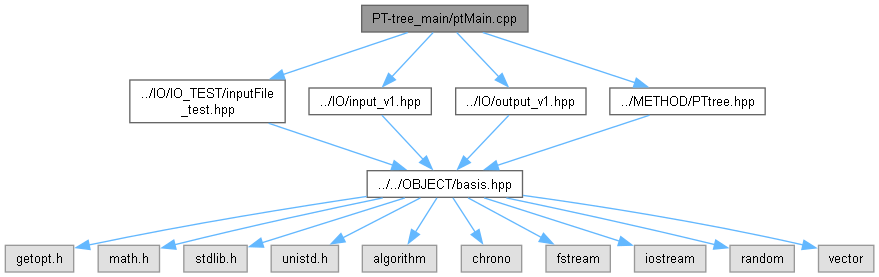 PT-tree_main/ptMain.cpp
../IO/IO_TEST/inputFile
_test.hpp
../IO/input_v1.hpp
../IO/output_v1.hpp
../METHOD/PTtree.hpp
../../OBJECT/basis.hpp
getopt.h
math.h
stdlib.h
unistd.h
algorithm
chrono
fstream
iostream
random
vector